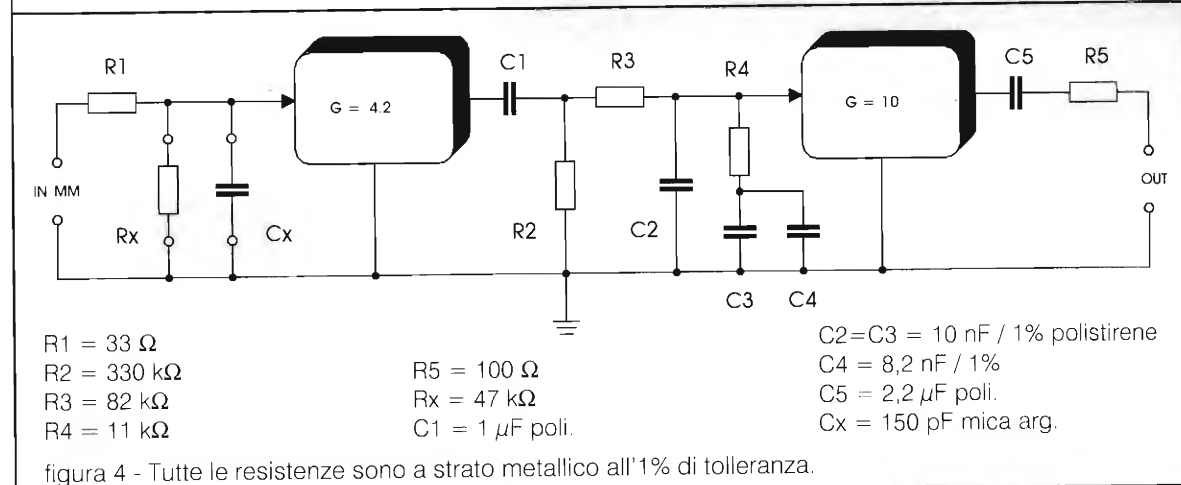 R1
C1
R3
R4
C5
R5
G = 4.2
G = 10
IN MM
OUT
Rx
Cx
R2
C2
C3
C4
R1 = 33 Ω
R2 = 330 kΩ
R3 = 82 kΩ
R4 = 11 kΩ
R5 = 100 Ω
Rx = 47 kΩ
C1 = 1 μF poli.
C2=C3 = 10 nF / 1% polistirene
C4 = 8,2 nF / 1%
C5 = 2,2 μF poli.
Cx = 150 pF mica arg.
figura 4 - Tutte le resistenze sono a strato metallico all'1% di tolleranza.